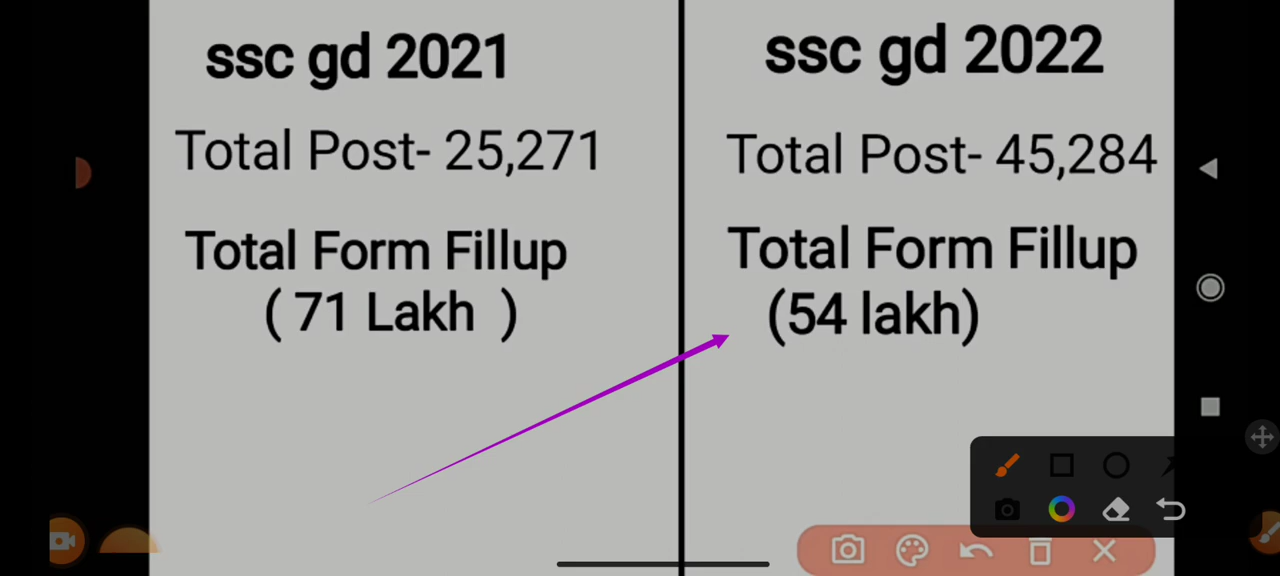 ssc gd 2021
Total Post- 25,271
Total Form Fillup
( 71 Lakh )
ssc gd 2022
Total Post- 45,284
Total Form Fillup
(54 lakh)